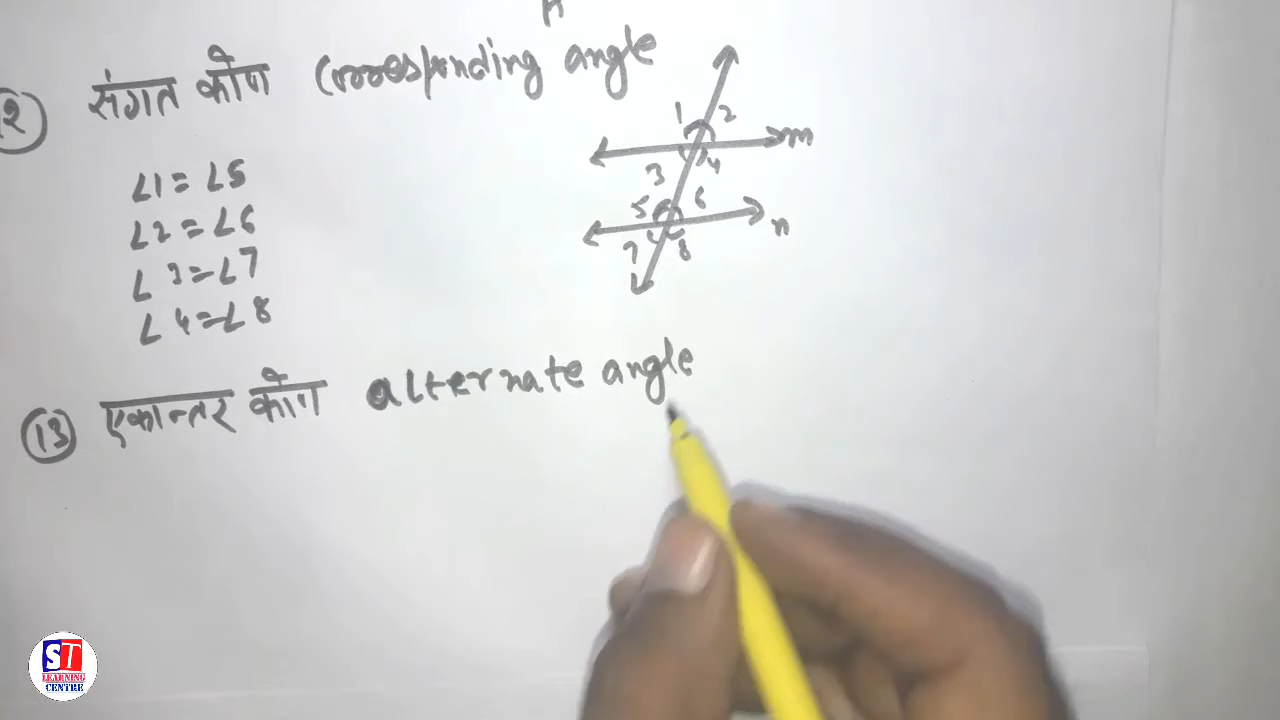 १२ संगत कोण Corresponding angle
∠1 = ∠5
∠2 = ∠6
∠3 = ∠7
∠4 = ∠8
1 2
m
3 4
5 6
n
7 8
13 एकान्तर कोण alternate angle
ST
LEARNING
CENTRE